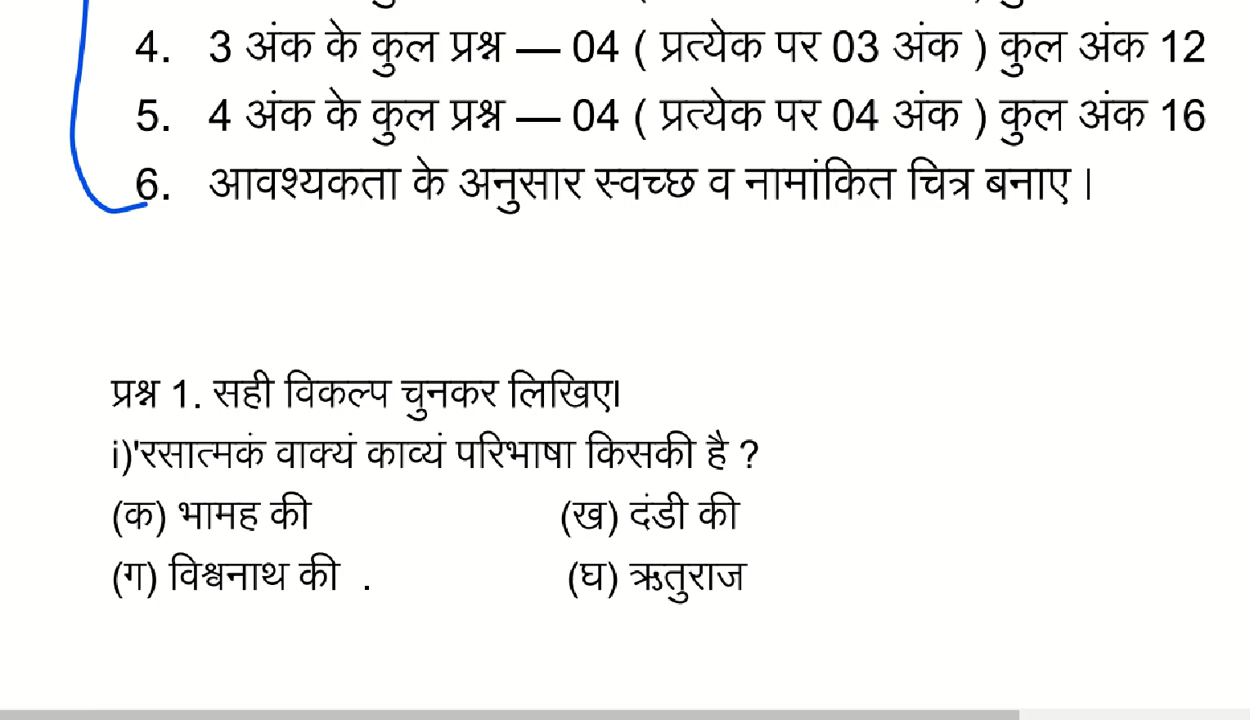 4. 3 अंक के कुल प्रश्न — 04 ( प्रत्येक पर 03 अंक ) कुल अंक 12
5. 4 अंक के कुल प्रश्न — 04 ( प्रत्येक पर 04 अंक ) कुल अंक 16
6. आवश्यकता के अनुसार स्वच्छ व नामांकित चित्र बनाए ।
प्रश्न 1. सही विकल्प चुनकर लिखिए।
i)'रसात्मकं वाक्यं काव्यं परिभाषा किसकी है ?
(क) भामह की (ख) दंडी की
(ग) विश्वनाथ की . (घ) ऋतुराज